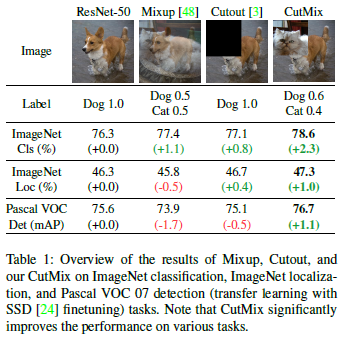 ResNet-50 Mixup [48] Cutout [3] CutMix
Image
Label Dog 1.0 Dog 0.5 Cat 0.5 Dog 1.0 Dog 0.6 Cat 0.4
ImageNet Cls (%) 76.3 (+0.0) 77.4 (+1.1) 77.1 (+0.8) 78.6 (+2.3)
ImageNet Loc (%) 46.3 (+0.0) 45.8 (-0.5) 46.7 (+0.4) 47.3 (+1.0)
Pascal VOC Det (mAP) 75.6 (+0.0) 73.9 (-1.7) 75.1 (-0.5) 76.7 (+1.1)
Table 1: Overview of the results of Mixup, Cutout, and
our CutMix on ImageNet classification, ImageNet localiza-
tion, and Pascal VOC 07 detection (transfer learning with
SSD [24] finetuning) tasks. Note that CutMix significantly
improves the performance on various tasks.